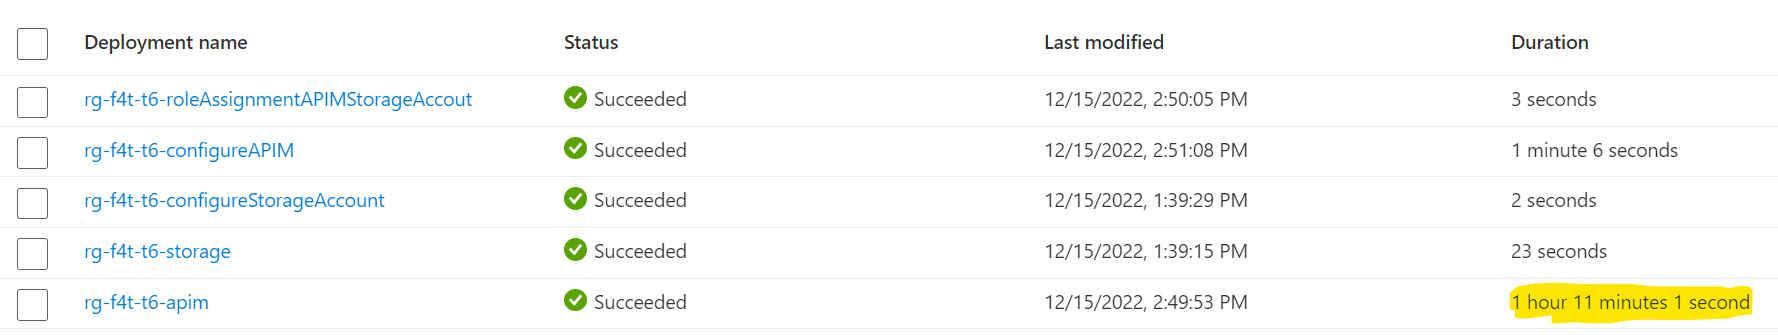 Deployment name Status Last modified Duration
rg-f4t-t6-roleAssignmentAPIMStorageAccout Succeeded 12/15/2022, 2:50:05 PM 3 seconds
rg-f4t-t6-configureAPIM Succeeded 12/15/2022, 2:51:08 PM 1 minute 6 seconds
rg-f4t-t6-configureStorageAccount Succeeded 12/15/2022, 1:39:29 PM 2 seconds
rg-f4t-t6-storage Succeeded 12/15/2022, 1:39:15 PM 23 seconds
rg-f4t-t6-apim Succeeded 12/15/2022, 2:49:53 PM 1 hour 11 minutes 1 second